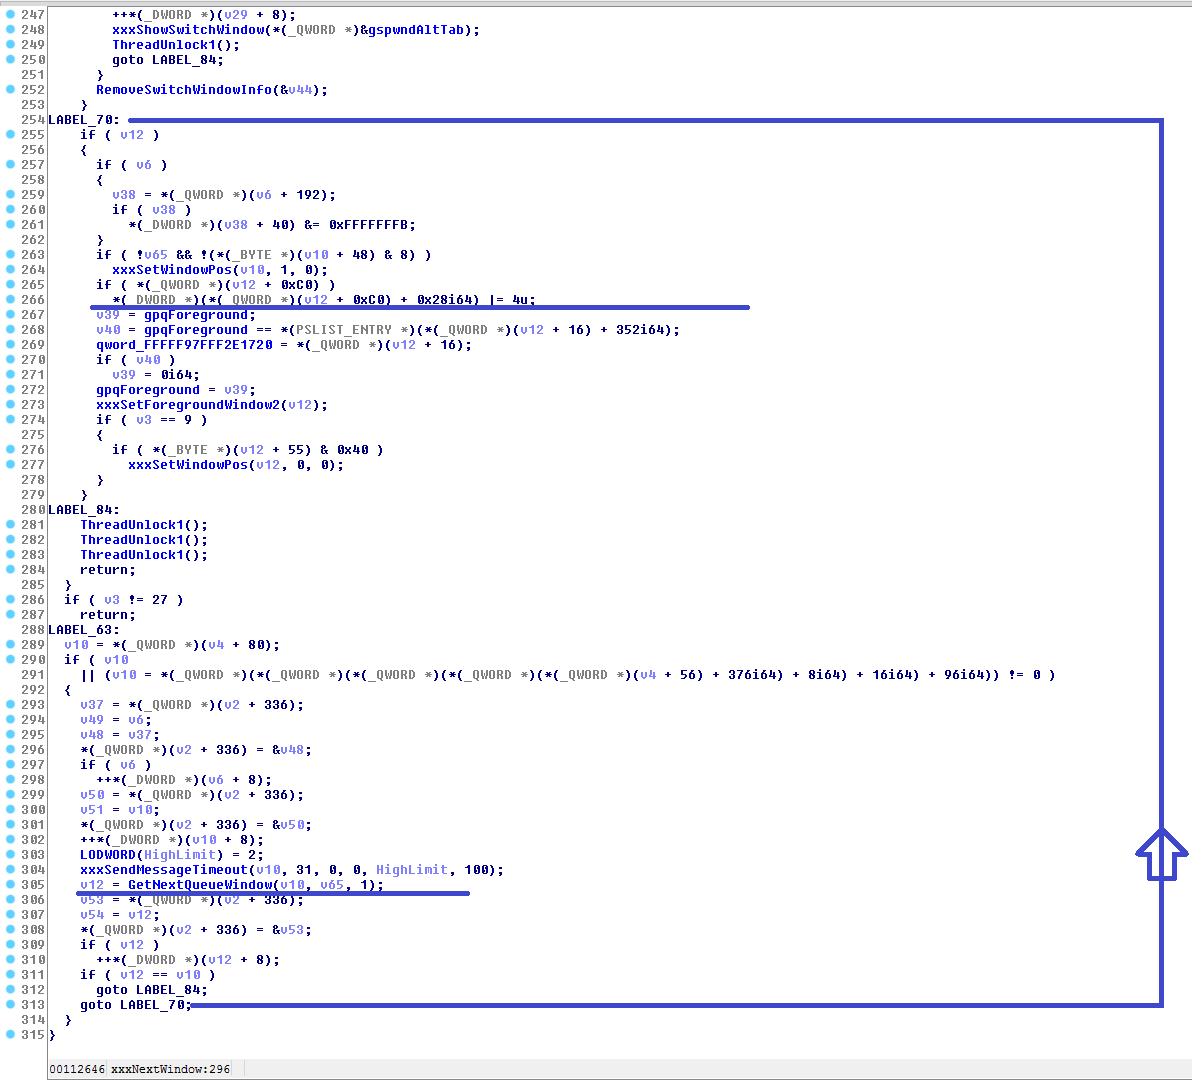 247 ++*(_DWORD *)(v29 + 8);
248 xxxShowSwitchWindow(*(_QWORD *)&gspwndAltTab);
249 ThreadUnlock1();
250 goto LABEL_84;
251 }
252 RemoveSwitchWindowInfo(&v44);
253 }
254 LABEL_70:
255 if ( v12 )
256 {
257 if ( v6 )
258 {
259 v38 = *(_QWORD *)(v6 + 192);
260 if ( v38 )
261 *(_DWORD *)(v38 + 40) &= 0xFFFFFFFB;
262 }
263 if ( !v65 && !(*(_BYTE *)(v10 + 48) & 8) )
264 xxxSetWindowPos(v10, 1, 0);
265 if ( *(_QWORD *)(v12 + 0xC0) )
266 *(_DWORD *)(*(_QWORD *)(v12 + 0xC0) + 0x28i64) |= 4u;
267 v39 = gpqForeground;
268 v40 = gpqForeground == *(PSLIST_ENTRY *)(*(_QWORD *)(v12 + 16) + 352i64);
269 qword_FFFFF97FFF2E1720 = *(_QWORD *)(v12 + 16);
270 if ( v40 )
271 v39 = 0i64;
272 gpqForeground = v39;
273 xxxSetForegroundWindow2(v12);
274 if ( v3 == 9 )
275 {
276 if ( *(_BYTE *)(v12 + 55) & 0x40 )
277 xxxSetWindowPos(v12, 0, 0);
278 }
279 }
280 LABEL_84:
281 ThreadUnlock1();
282 ThreadUnlock1();
283 ThreadUnlock1();
284 return;
285 }
286 if ( v3 != 27 )
287 return;
288 LABEL_63:
289 v10 = *(_QWORD *)(v4 + 80);
290 if ( v10
291 || (v10 = *(_QWORD *)(*(_QWORD *)(*(_QWORD *)(*(_QWORD *)(*(_QWORD *)(v4 + 56) + 376i64) + 8i64) + 16i64) + 96i64)) != 0 )
292 {
293 v37 = *(_QWORD *)(v2 + 336);
294 v49 = v6;
295 v48 = v37;
296 *(_QWORD *)(v2 + 336) = &v48;
297 if ( v6 )
298 ++*(_DWORD *)(v6 + 8);
299 v50 = *(_QWORD *)(v2 + 336);
300 v51 = v10;
301 *(_QWORD *)(v2 + 336) = &v50;
302 ++*(_DWORD *)(v10 + 8);
303 LODWORD(HighLimit) = 2;
304 xxxSendMessageTimeout(v10, 31, 0, 0, HighLimit, 100);
305 v12 = GetNextQueueWindow(v10, v65, 1);
306 v53 = *(_QWORD *)(v2 + 336);
307 v54 = v12;
308 *(_QWORD *)(v2 + 336) = &v53;
309 if ( v12 )
310 ++*(_DWORD *)(v12 + 8);
311 if ( v12 == v10 )
312 goto LABEL_84;
313 goto LABEL_70;
314 }
315 }
00112646 xxxNextWindow:296